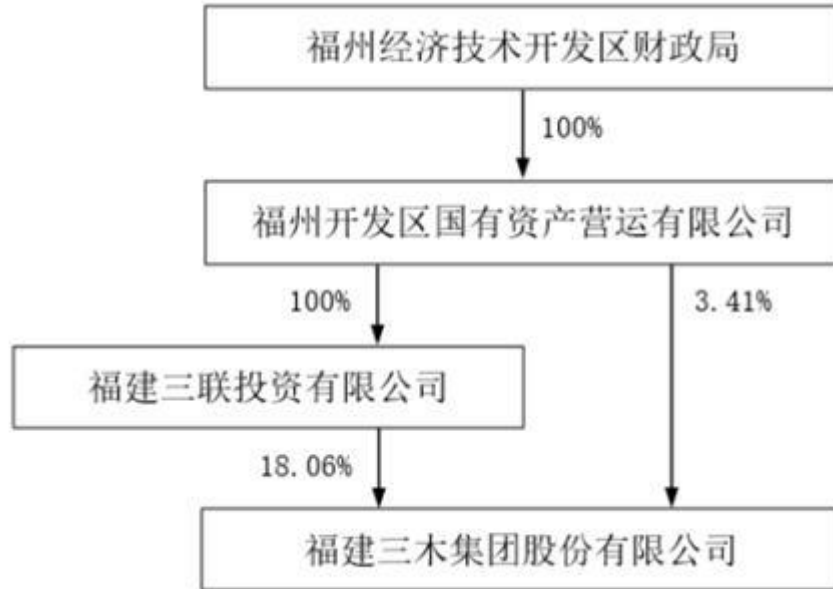 福州经济技术开发区财政局
100%
福州开发区国有资产营运有限公司
100%
3.41%
福建三联投资有限公司
18.06%
福建三木集团股份有限公司